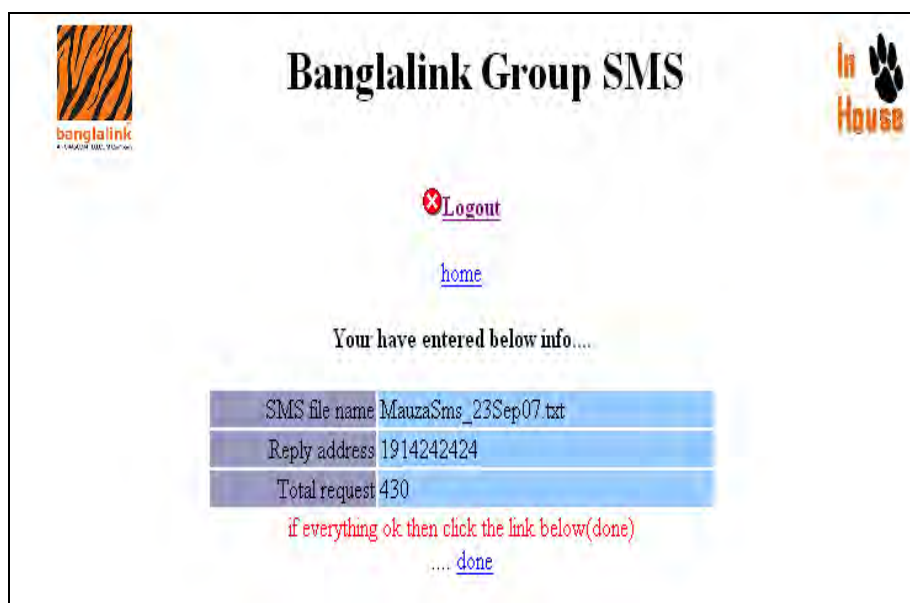 Banglalink Group SMS
In
House
banglalink
Logout
home
Your have entered below info....
SMS file name MauzaSms_23Sep07.txt
Reply address 1914242424
Total request 430
if everything ok then click the link below(done)
.... done